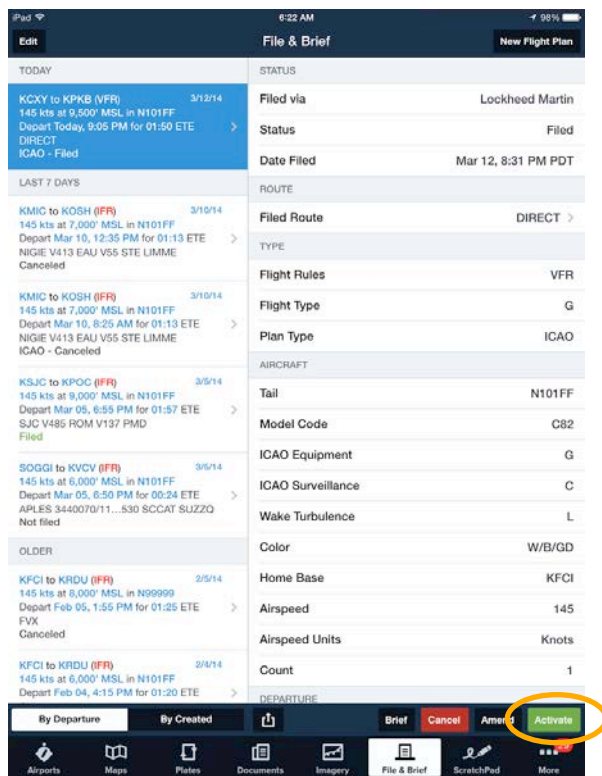 iPad 6:22 AM 98%
Edit File & Brief New Flight Plan
TODAY
KCXY to KPKB (VFR) 3/12/14
145 kts at 9,500' MSL in N101FF
Depart Today, 9:05 PM for 01:50 ETE
DIRECT
ICAO - Filed
LAST 7 DAYS
KMIC to KOSH (IFR) 3/10/14
145 kts at 7,000' MSL in N101FF
Depart Mar 10, 12:35 PM for 01:13 ETE
NIGIE V413 EAU V55 STE LIMME
Canceled
KMIC to KOSH (IFR) 3/10/14
145 kts at 7,000' MSL in N101FF
Depart Mar 10, 8:25 AM for 01:13 ETE
NIGIE V413 EAU V55 STE LIMME
ICAO - Canceled
KSJC to KPOC (IFR) 3/5/14
145 kts at 9,000' MSL in N101FF
Depart Mar 05, 6:55 PM for 01:57 ETE
SJC V485 ROM V137 PMD
Filed
SOGGI to KVCV (IFR) 3/5/14
145 kts at 6,000' MSL in N101FF
Depart Mar 05, 6:50 PM for 00:24 ETE
APLES 3440070/11...530 SCCAT SUZZQ
Not filed
OLDER
KFCI to KRDU (IFR) 2/5/14
145 kts at 8,000' MSL in N99999
Depart Feb 05, 1:55 PM for 01:25 ETE
FVX
Canceled
KFCI to KRDU (IFR) 2/4/14
145 kts at 6,000' MSL in N101FF
Depart Feb 04, 4:15 PM for 01:20 ETE
STATUS
Filed via Lockheed Martin
Status Filed
Date Filed Mar 12, 8:31 PM PDT
ROUTE
Filed Route DIRECT
TYPE
Flight Rules VFR
Flight Type G
Plan Type ICAO
AIRCRAFT
Tail N101FF
Model Code C82
ICAO Equipment G
ICAO Surveillance C
Wake Turbulence L
Color W/B/GD
Home Base KFCI
Airspeed 145
Airspeed Units Knots
Count 1
DEPARTURE
By Departure By Created Brief Cancel Amend Activate
Airports Maps Plates Documents Imagery File & Brief ScratchPad More